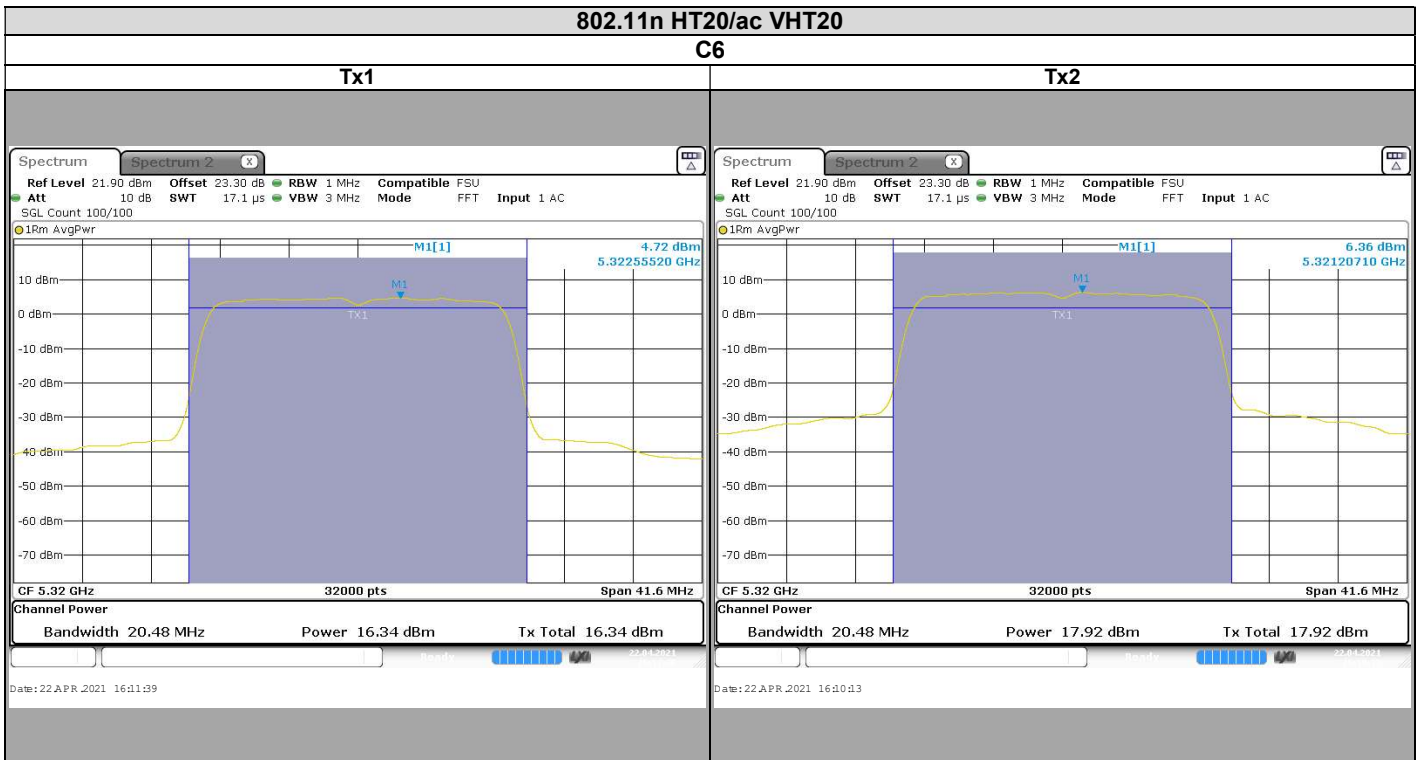 802.11n HT20/ac VHT20
C6
Tx1
Tx2
Spectrum
Spectrum 2
X
Ref Level 21.90 dBm Offset 23.30 dB RBW 1 MHz Compatible FSU
Att 10 dB SWT 17.1 µs VBW 3 MHz Mode FFT Input 1 AC
SGL Count 100/100
1Rm AvgPwr
M1[1] 4.72 dBm
5.32255520 GHz
10 dBm
M1
0 dBm
TX1
-10 dBm
-20 dBm
-30 dBm
-40 dBm
-50 dBm
-60 dBm
-70 dBm
CF 5.32 GHz 32000 pts Span 41.6 MHz
Channel Power
Bandwidth 20.48 MHz Power 16.34 dBm Tx Total 16.34 dBm
Ready 22.04.2021
Date: 22.APR.2021 16:11:39
Spectrum
Spectrum 2
X
Ref Level 21.90 dBm Offset 23.30 dB RBW 1 MHz Compatible FSU
Att 10 dB SWT 17.1 µs VBW 3 MHz Mode FFT Input 1 AC
SGL Count 100/100
1Rm AvgPwr
M1[1] 6.36 dBm
5.32120710 GHz
10 dBm
M1
0 dBm
TX1
-10 dBm
-20 dBm
-30 dBm
-40 dBm
-50 dBm
-60 dBm
-70 dBm
CF 5.32 GHz 32000 pts Span 41.6 MHz
Channel Power
Bandwidth 20.48 MHz Power 17.92 dBm Tx Total 17.92 dBm
Ready 22.04.2021
Date: 22.APR.2021 16:10:13